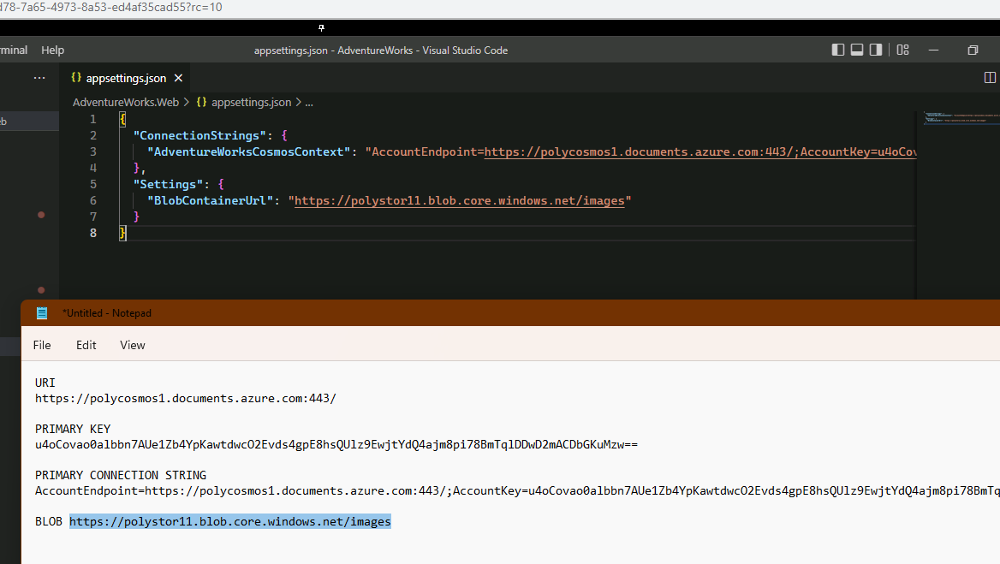 d78-7a65-4973-8a53-ed4af35cad55?rc=10
rminal Help appsettings.json - AdventureWorks - Visual Studio Code
... {} appsettings.json ×
AdventureWorks.Web > {} appsettings.json > ...
eb
1 {
2 "ConnectionStrings": {
3 "AdventureWorksCosmosContext": "AccountEndpoint=https://polycosmos1.documents.azure.com:443/;AccountKey=u4oCov
4 },
5 "Settings": {
6 "BlobContainerUrl": "https://polystor11.blob.core.windows.net/images"
7 }
8 }
*Untitled - Notepad
File Edit View
URI
https://polycosmos1.documents.azure.com:443/
PRIMARY KEY
u4oCovao0albbn7AUe1Zb4YpKawtdwcO2Evds4gpE8hsQUlz9EwjtYdQ4ajm8pi78BmTqlDDwD2mACDbGKuMzw==
PRIMARY CONNECTION STRING
AccountEndpoint=https://polycosmos1.documents.azure.com:443/;AccountKey=u4oCovao0albbn7AUe1Zb4YpKawtdwcO2Evds4gpE8hsQUlz9EwjtYdQ4ajm8pi78BmTq
BLOB https://polystor11.blob.core.windows.net/images